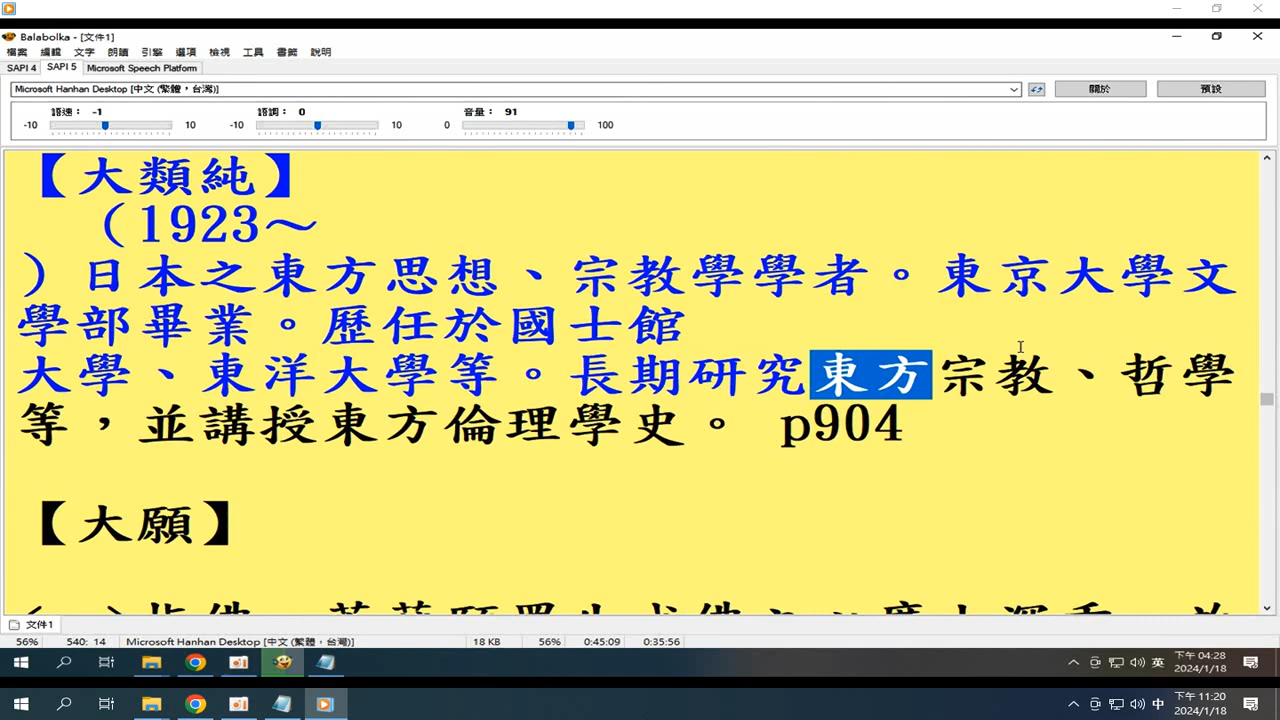 Balabolka - [文件1]
檔案 編輯 文字 朗讀 引擎 選項 檢視 工具 書籤 說明
SAPI 4 SAPI 5 Microsoft Speech Platform
Microsoft Hanhan Desktop [中文 (繁體，台灣)] 關於 預設
語速： -1 語調： 0 音量： 91
-10 10 -10 10 0 100
【大類純】
（1923～
）日本之東方思想、宗教學學者。東京大學文
學部畢業。歷任於國士館
大學、東洋大學等。長期研究東方宗教、哲學
等，並講授東方倫理學史。 p904
【大願】
文件1
56% 540: 14 Microsoft Hanhan Desktop [中文 (繁體，台灣)] 18 KB 56% 0:45:09 0:35:56
英 下午 04:28
2024/1/18
中 下午 11:20
2024/1/18